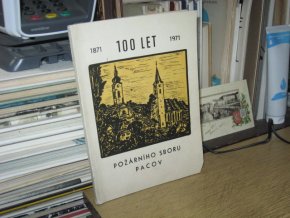 1871 100 LET 1971
POŽÁRNÍHO SBORU
PACOV